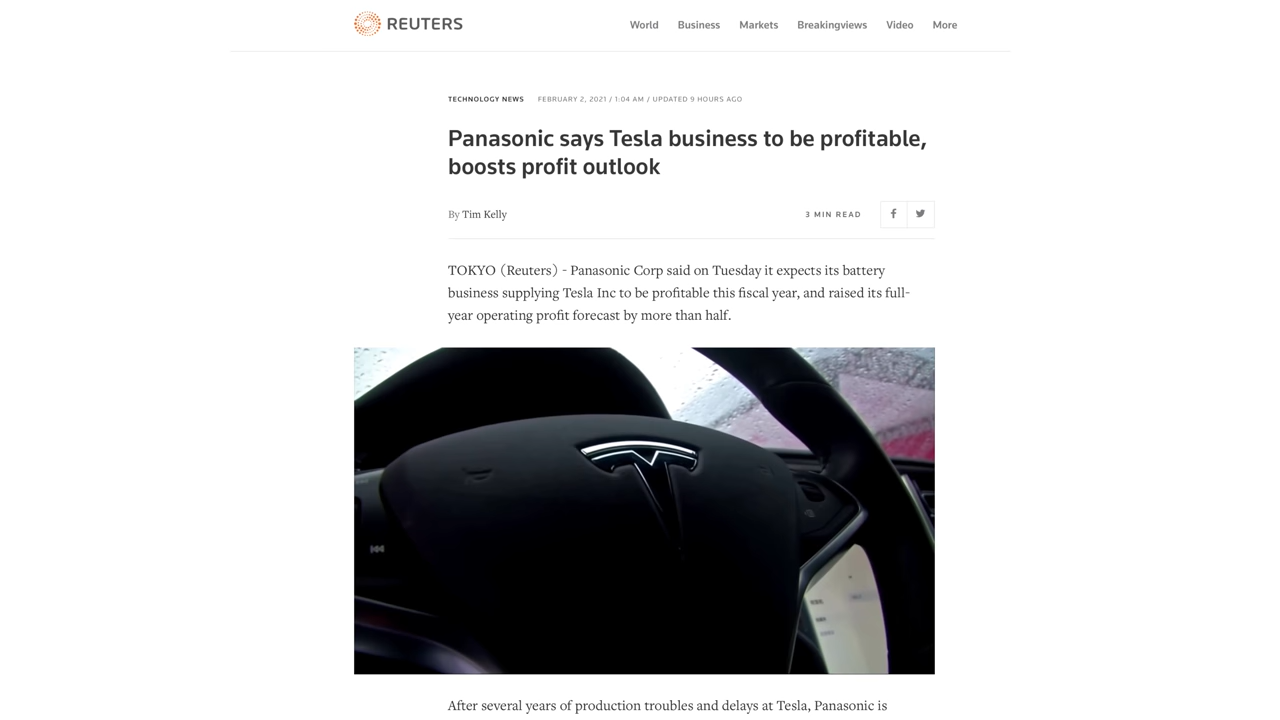 REUTERS World Business Markets Breakingviews Video More
TECHNOLOGY NEWS FEBRUARY 2, 2021 / 1:04 AM / UPDATED 9 HOURS AGO
Panasonic says Tesla business to be profitable,
boosts profit outlook
By Tim Kelly 3 MIN READ
TOKYO (Reuters) - Panasonic Corp said on Tuesday it expects its battery
business supplying Tesla Inc to be profitable this fiscal year, and raised its full-
year operating profit forecast by more than half.
After several years of production troubles and delays at Tesla, Panasonic is